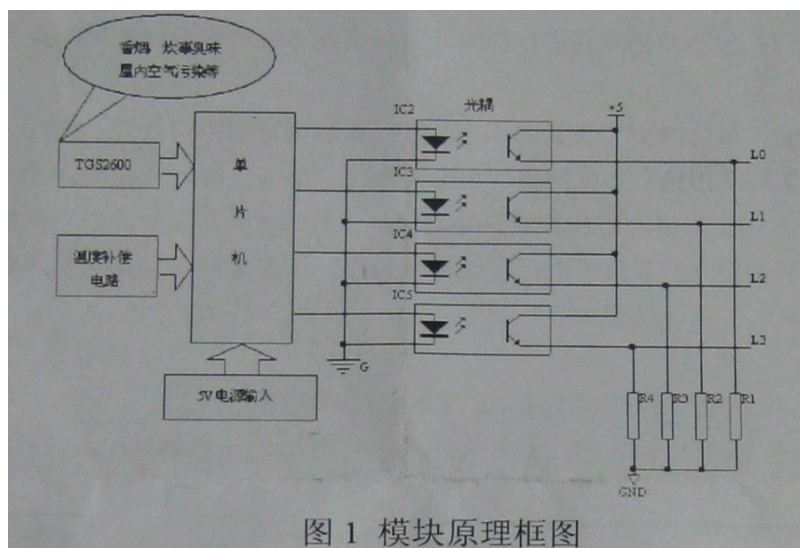 香烟 炊事臭味
屋内空气污染等
TGS2600
温度补偿
电路
单
片
机
5V 电源输入
光耦
IC2
IC3
IC4
IC5
+5
G
L0
L1
L2
L3
R4
R3
R2
R1
GND
图 1 模块原理框图